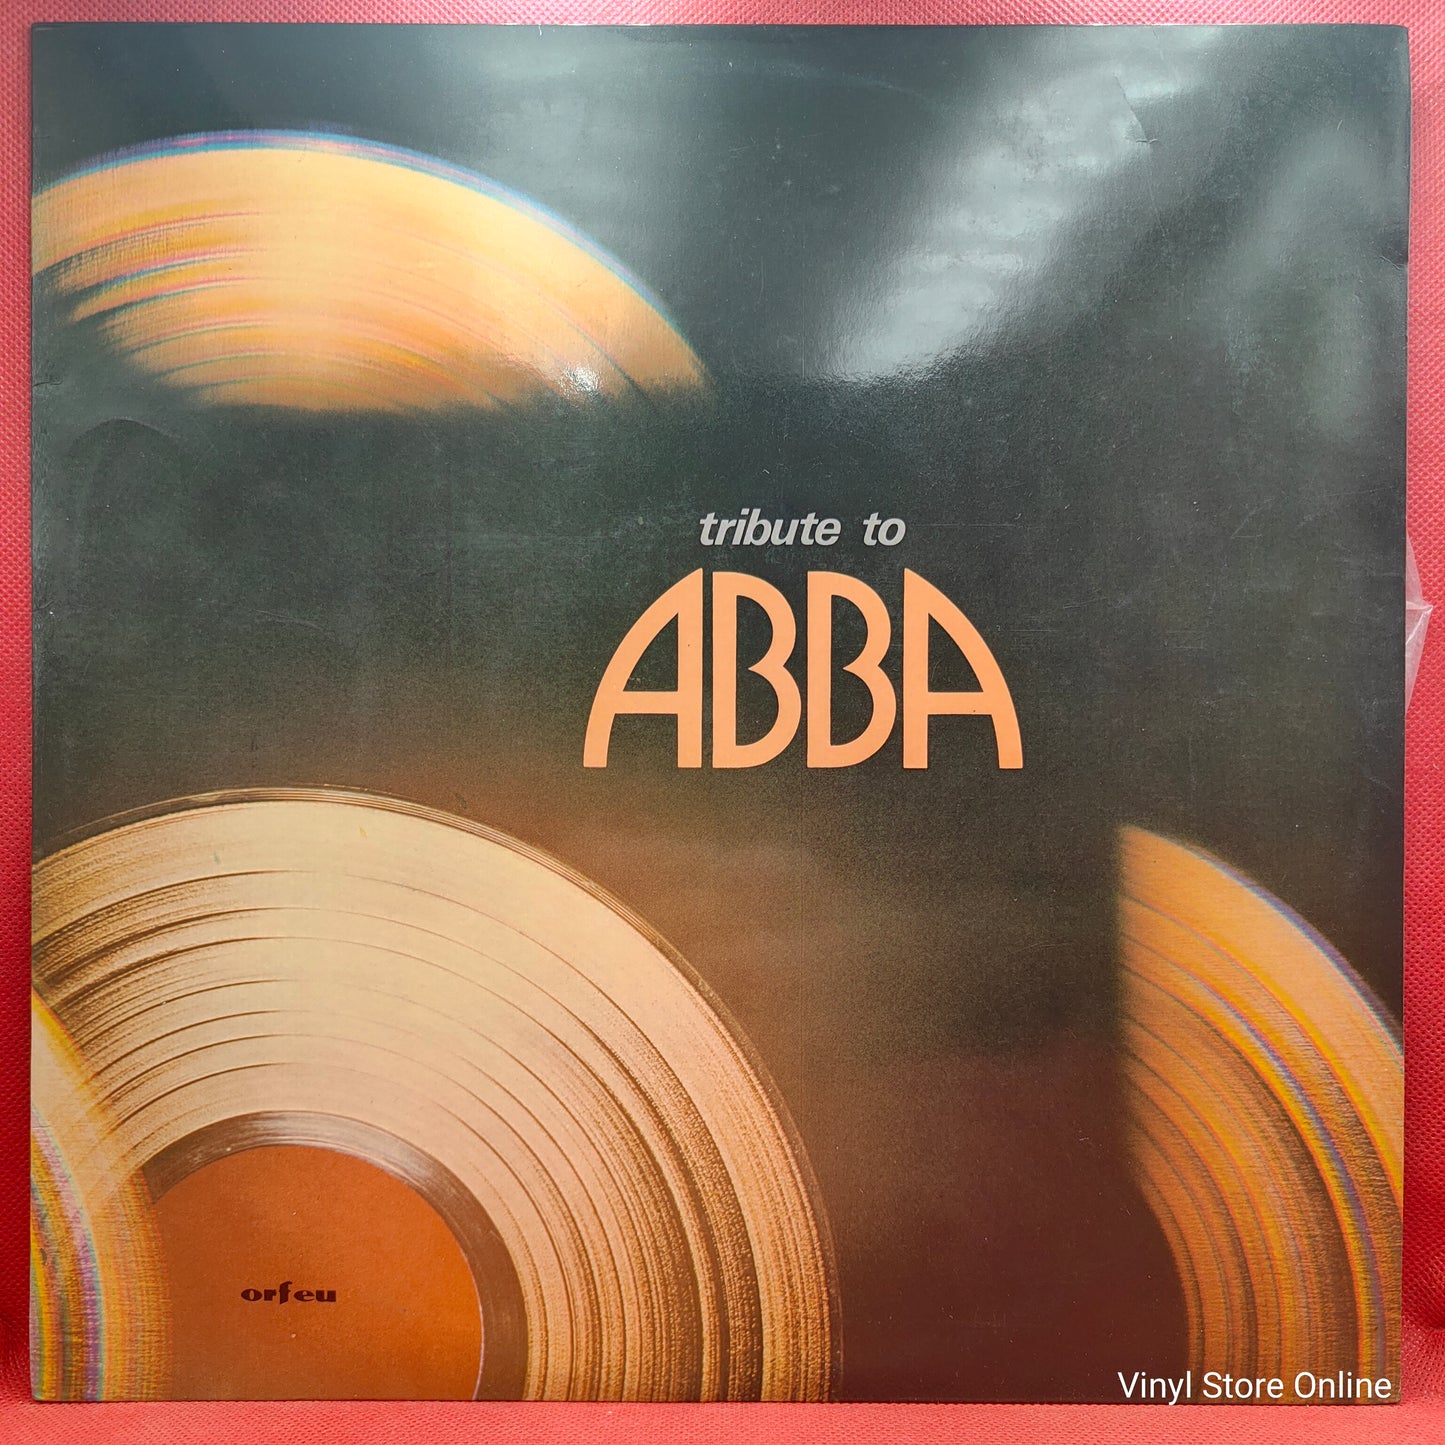 tribute to
ABBA
orfeu
Vinyl Store Online